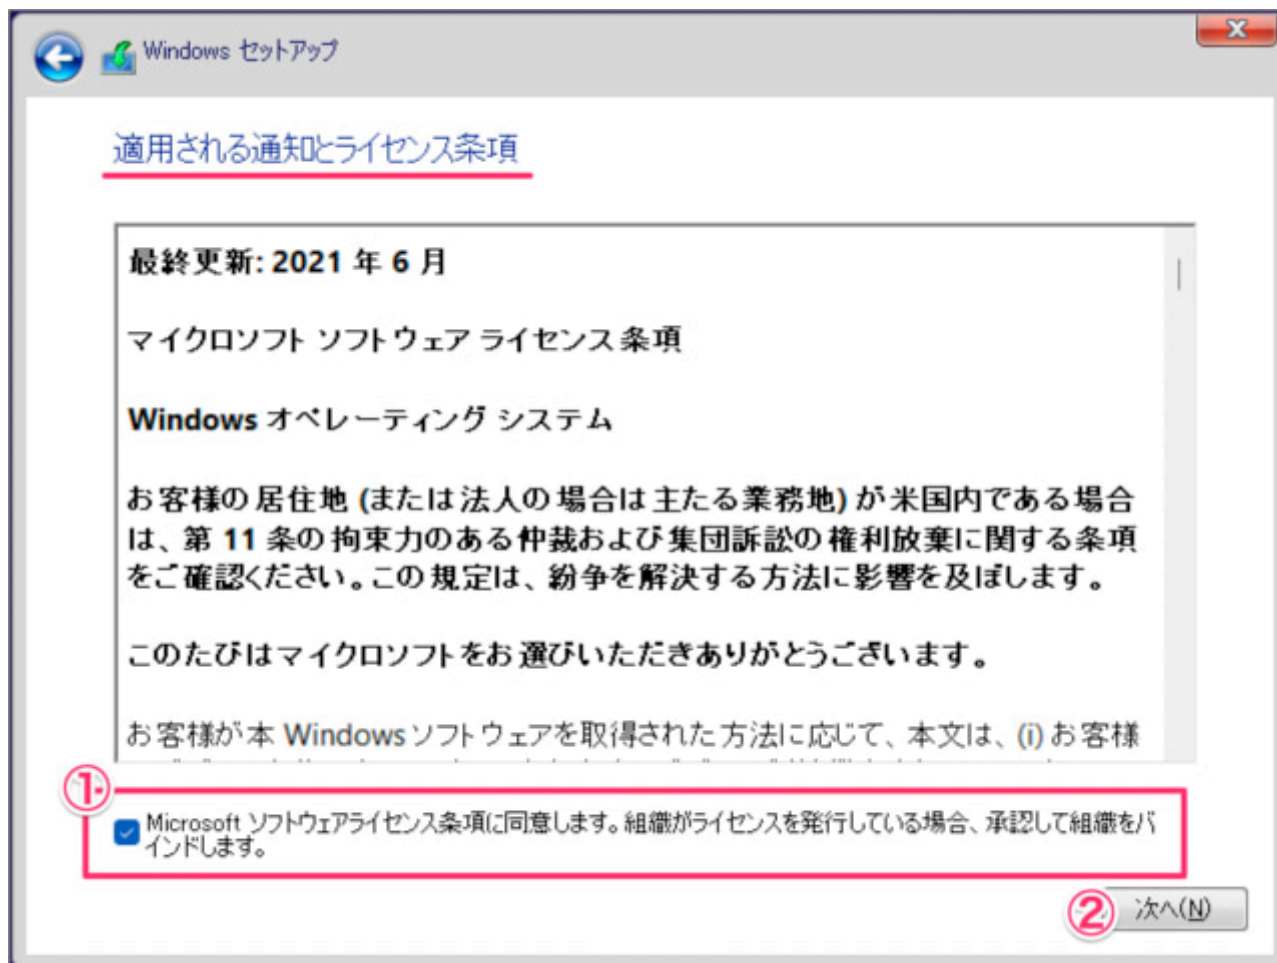 Windows セットアップ
適用される通知とライセンス条項
最終更新: 2021 年 6 月
マイクロソフト ソフトウェア ライセンス条項
Windows オペレーティング システム
お客様の居住地 (または法人の場合は主たる業務地) が米国内である場合
は、第 11 条の拘束力のある仲裁および集団訴訟の権利放棄に関する条項
をご確認ください。この規定は、紛争を解決する方法に影響を及ぼします。
このたびはマイクロソフトをお選びいただきありがとうございます。
お客様が本 Windows ソフトウェアを取得された方法に応じて、本文は、(i) お客様
①
Microsoft ソフトウェアライセンス条項に同意します。組織がライセンスを発行している場合、承認して組織をバ
インドします。
② 次へ(N)